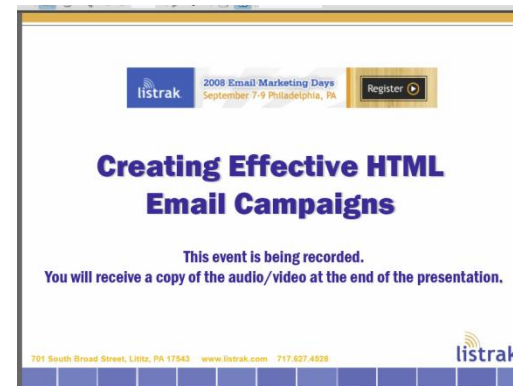 listrak
2008 Email Marketing Days
September 7-9 Philadelphia, PA
Register
Creating Effective HTML
Email Campaigns
This event is being recorded.
You will receive a copy of the audio/video at the end of the presentation.
701 South Broad Street, Lititz, PA 17543 www.listrak.com 717.627.4528
listrak